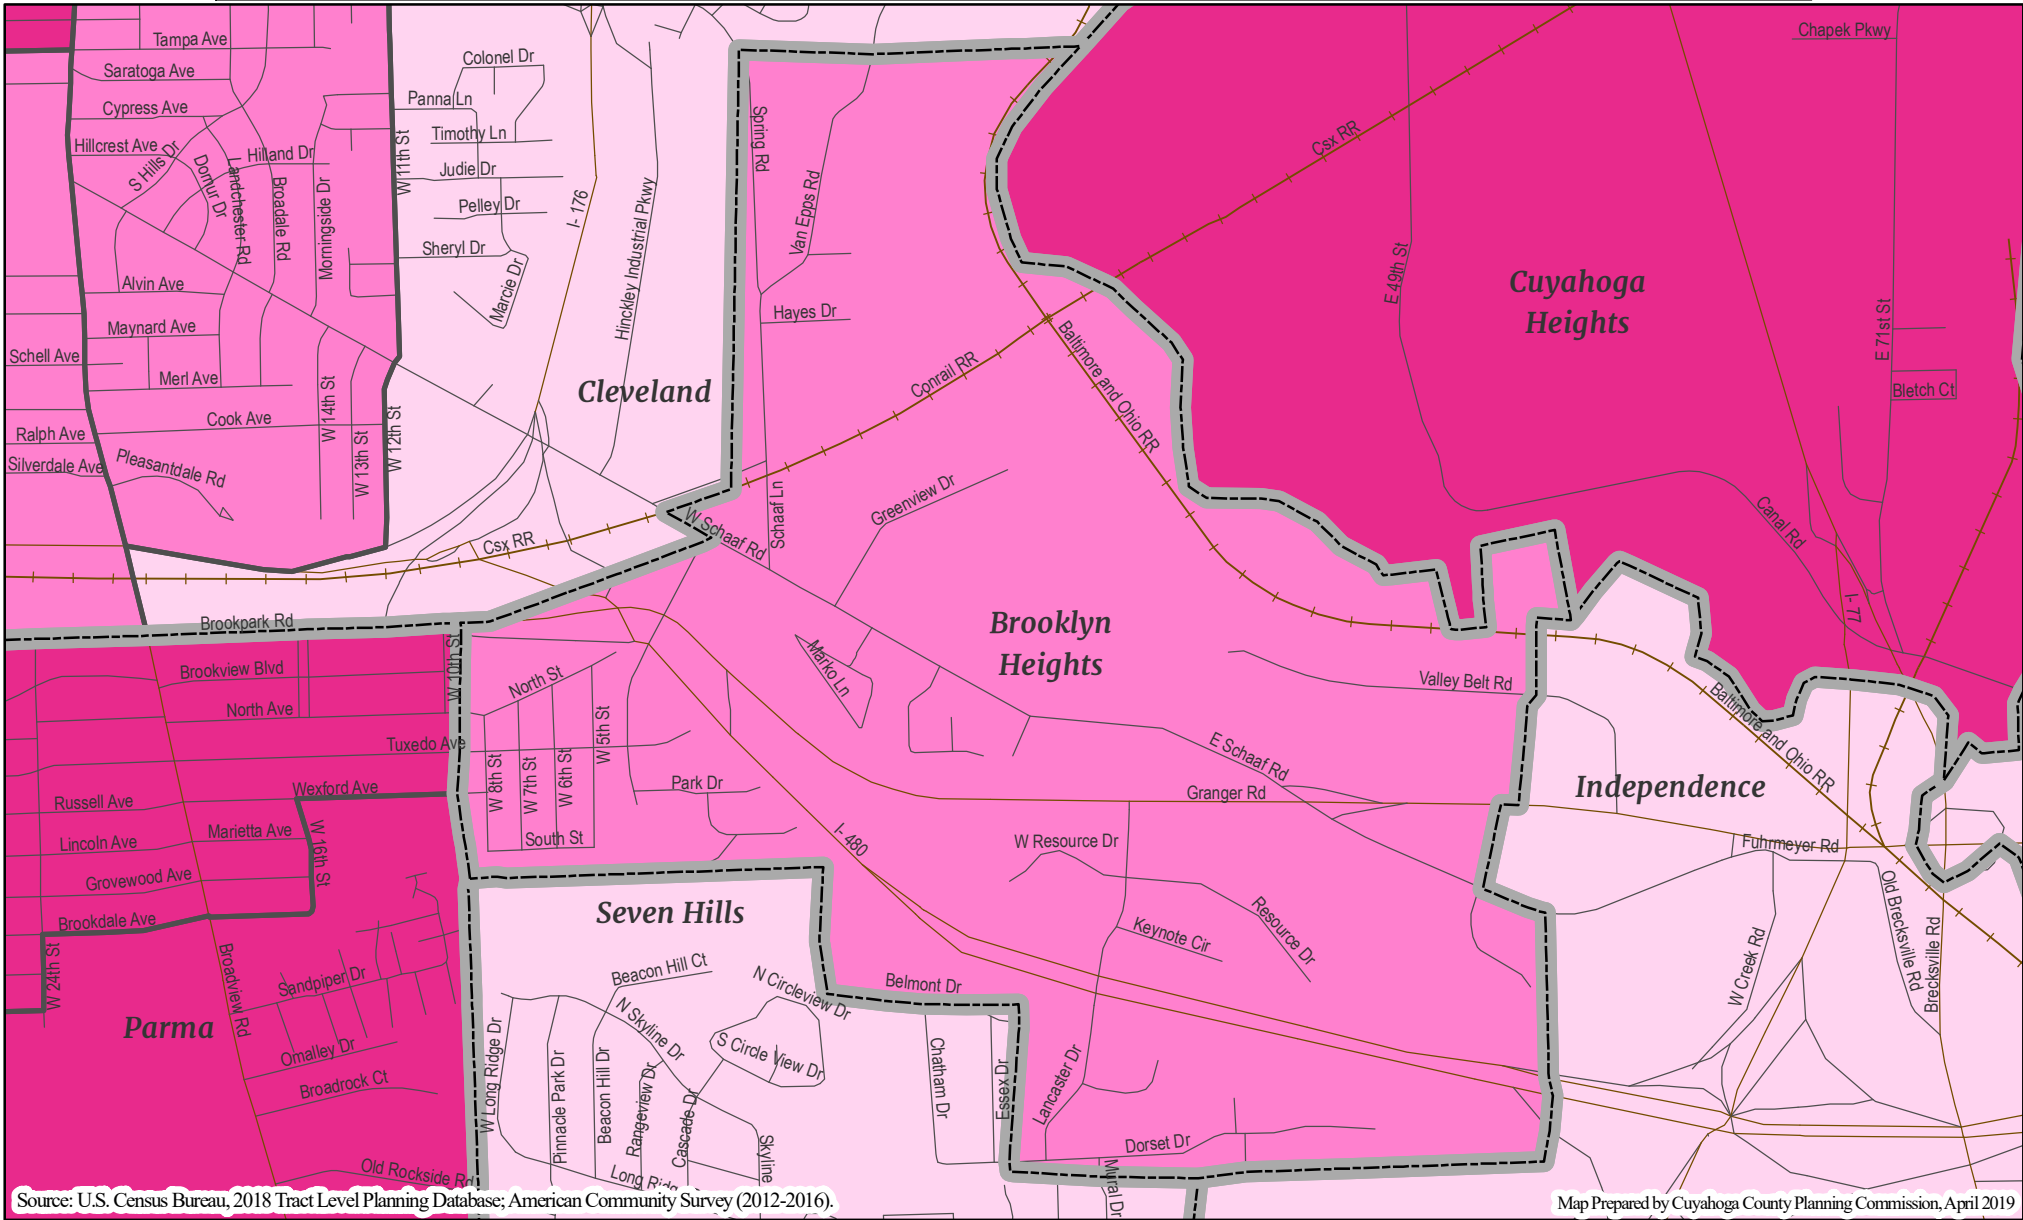 Tampa Ave
Chapek Pkwy
Colonel Dr
Saratoga Ave
Panna Ln
Cypress Ave
Timothy Ln
Spring Rd
Csx RR
Hillcrest Ave
S Hills Dr
Hilland Dr
W 11th St
Judie Dr
Domur Dr
Landchester Rd
Broadale Rd
Morningside Dr
Pelley Dr
I- 176
Hinckley Industrial Pkwy
Van Epps Rd
Sheryl Dr
Marcie Dr
E 49th St
Cuyahoga
Heights
Alvin Ave
Hayes Dr
Maynard Ave
E 71st St
Schell Ave
Baltimore and Ohio RR
Conrail RR
Merl Ave
Cleveland
Bletch Ct
Cook Ave
W 14th St
W 13th St
W 12th St
Ralph Ave
Silverdale Ave
Pleasantdale Rd
Greenview Dr
Schaaf Ln
W Schaaf Rd
Canal Rd
Csx RR
I- 77
Brookpark Rd
Brooklyn
Heights
W 10th St
Marko Ln
Brookview Blvd
North St
Valley Belt Rd
North Ave
Baltimore and Ohio RR
W 5th St
Tuxedo Ave
E Schaaf Rd
W 8th St
W 7th St
W 6th St
Park Dr
Independence
Wexford Ave
Granger Rd
Russell Ave
Marietta Ave
W 16th St
Lincoln Ave
South St
I- 480
W Resource Dr
Fuhrmeyer Rd
Grovewood Ave
Old Brecksville Rd
Brookdale Ave
Seven Hills
Resource Dr
Keynote Cir
Brecksville Rd
W 24th St
Broadview Rd
Sandpiper Dr
Beacon Hill Ct
N Circleview Dr
Belmont Dr
W Creek Rd
Parma
N Skyline Dr
S Circle View Dr
Omalley Dr
W Long Ridge Dr
Pinnacle Park Dr
Beacon Hill Dr
Rangeview Dr
Cascade Dr
Chatham Dr
Essex Dr
Lancaster Dr
Broadrock Ct
Dorset Dr
Skyline
Old Rockside Rd
Long Ridg
Mural Dr
Source: U.S. Census Bureau, 2018 Tract Level Planning Database; American Community Survey (2012-2016).
Map Prepared by Cuyahoga County Planning Commission, April 2019